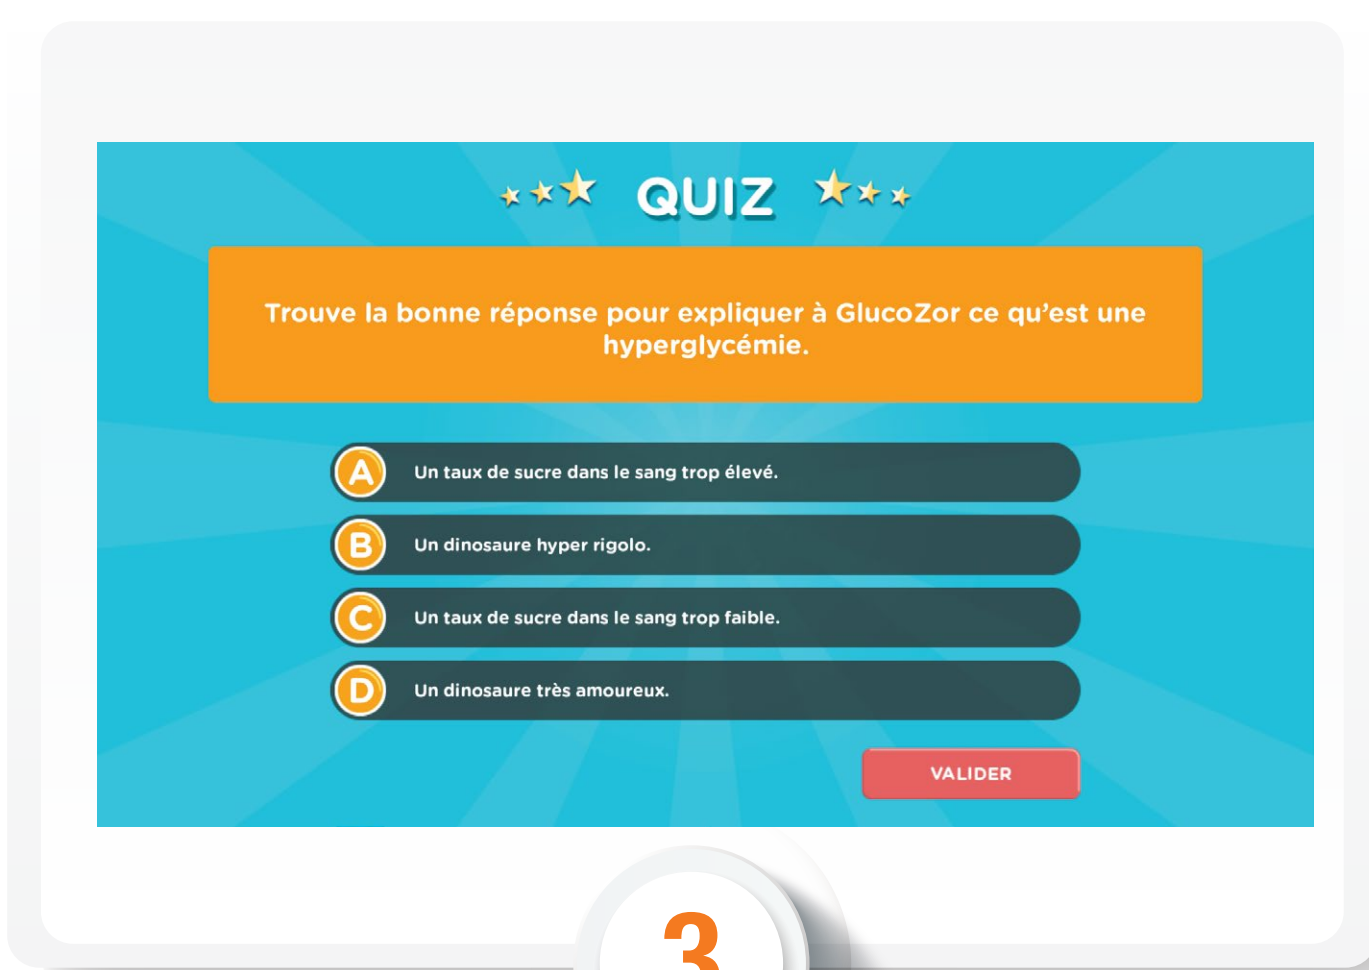 QUIZ
Trouve la bonne réponse pour expliquer à GlucoZor ce qu’est une
hyperglycémie.
A Un taux de sucre dans le sang trop élevé.
B Un dinosaure hyper rigolo.
C Un taux de sucre dans le sang trop faible.
D Un dinosaure très amoureux.
VALIDER
3